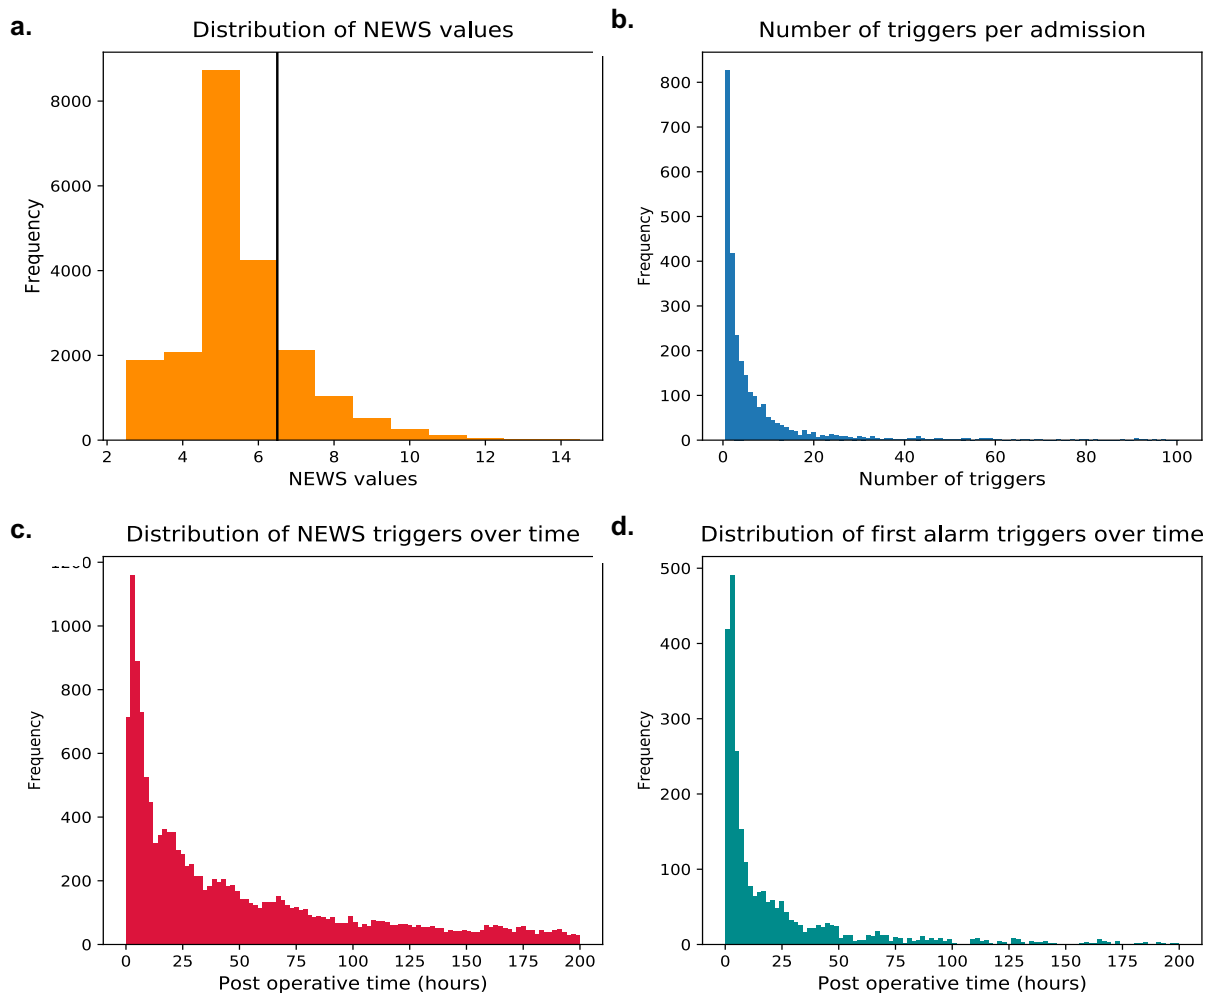 a.
Distribution of NEWS values
Frequency
8000
6000
4000
2000
0
2 4 6 8 10 12 14
NEWS values
b.
Number of triggers per admission
Frequency
800
700
600
500
400
300
200
100
0
0 20 40 60 80 100
Number of triggers
c.
Distribution of NEWS triggers over time
Frequency
1200
1000
800
600
400
200
0
0 25 50 75 100 125 150 175 200
Post operative time (hours)
d.
Distribution of first alarm triggers over time
Frequency
500
400
300
200
100
0
0 25 50 75 100 125 150 175 200
Post operative time (hours)